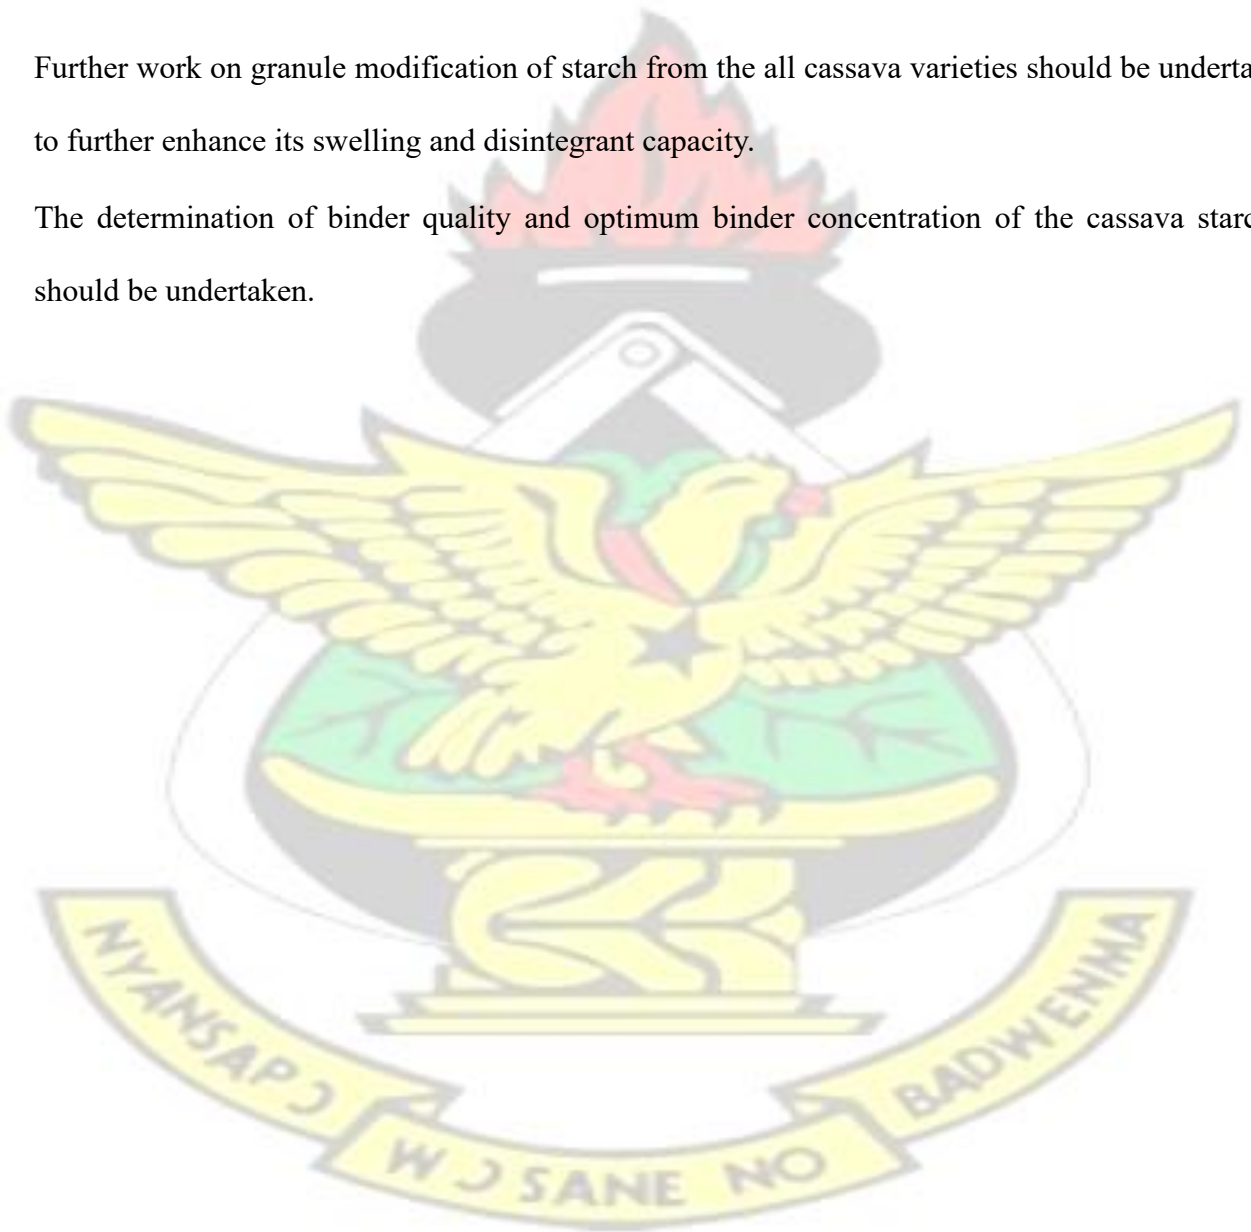 Further work on granule modification of starch from the all cassava varieties should be underta
to further enhance its swelling and disintegrant capacity.
The determination of binder quality and optimum binder concentration of the cassava starc
should be undertaken.
NYANSAPƆ
WƆSANE NO
BADWENMA